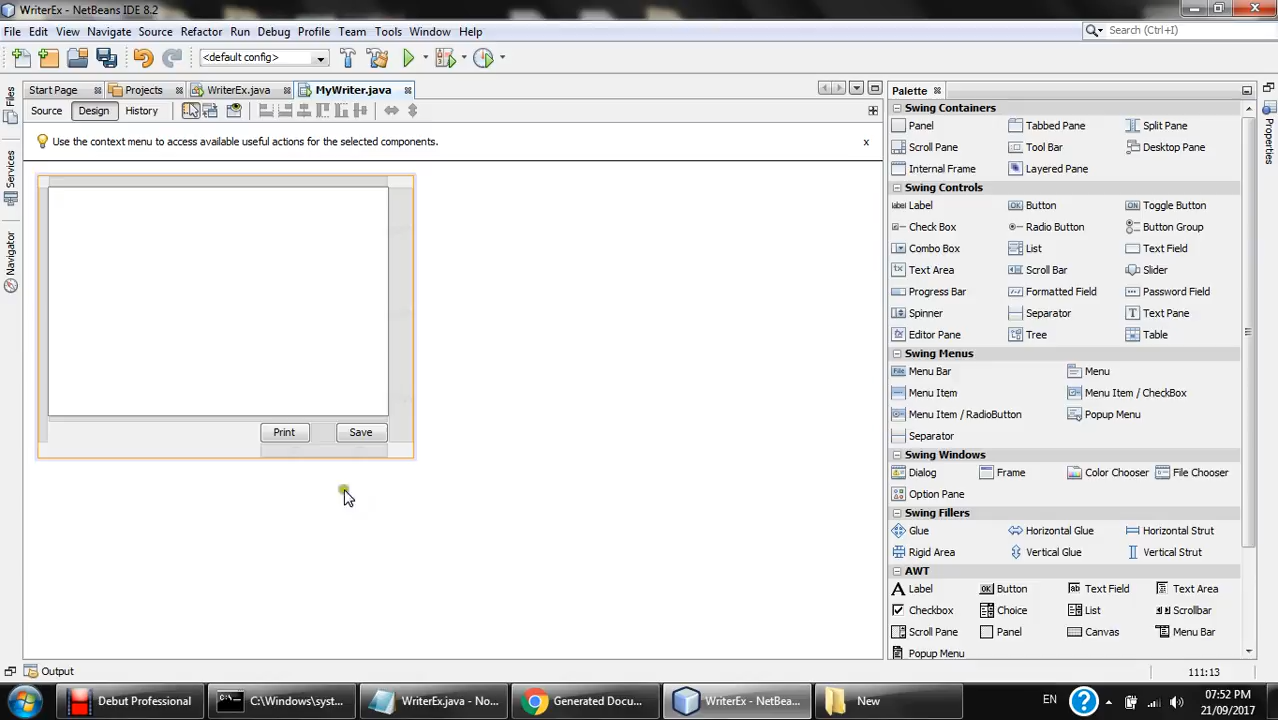 WriterEx - NetBeans IDE 8.2
File Edit View Navigate Source Refactor Run Debug Profile Team Tools Window Help
Search (Ctrl+I)
<default config>
Start Page Projects WriterEx.java MyWriter.java
Source Design History
Use the context menu to access available useful actions for the selected components.
x
Print Save
Files
Services
Navigator
Palette
Properties
Swing Containers
Panel Tabbed Pane Split Pane
Scroll Pane Tool Bar Desktop Pane
Internal Frame Layered Pane
Swing Controls
label Label OK Button ON Toggle Button
Check Box Radio Button Button Group
Combo Box List Text Field
Text Area Scroll Bar Slider
Progress Bar Formatted Field Password Field
Spinner Separator Text Pane
Editor Pane Tree Table
Swing Menus
File Menu Bar Menu
Menu Item Menu Item / CheckBox
Menu Item / RadioButton Popup Menu
Separator
Swing Windows
Dialog Frame Color Chooser File Chooser
Option Pane
Swing Fillers
Glue Horizontal Glue Horizontal Strut
Rigid Area Vertical Glue Vertical Strut
AWT
A Label OK Button Text Field Text Area
Checkbox Choice List Scrollbar
Scroll Pane Panel Canvas Menu Bar
Popup Menu
Output
111:13
Debut Professional C:\Windows\syst... WriterEx.java - No... Generated Docu... WriterEx - NetBea... New
EN
07:52 PM
21/09/2017